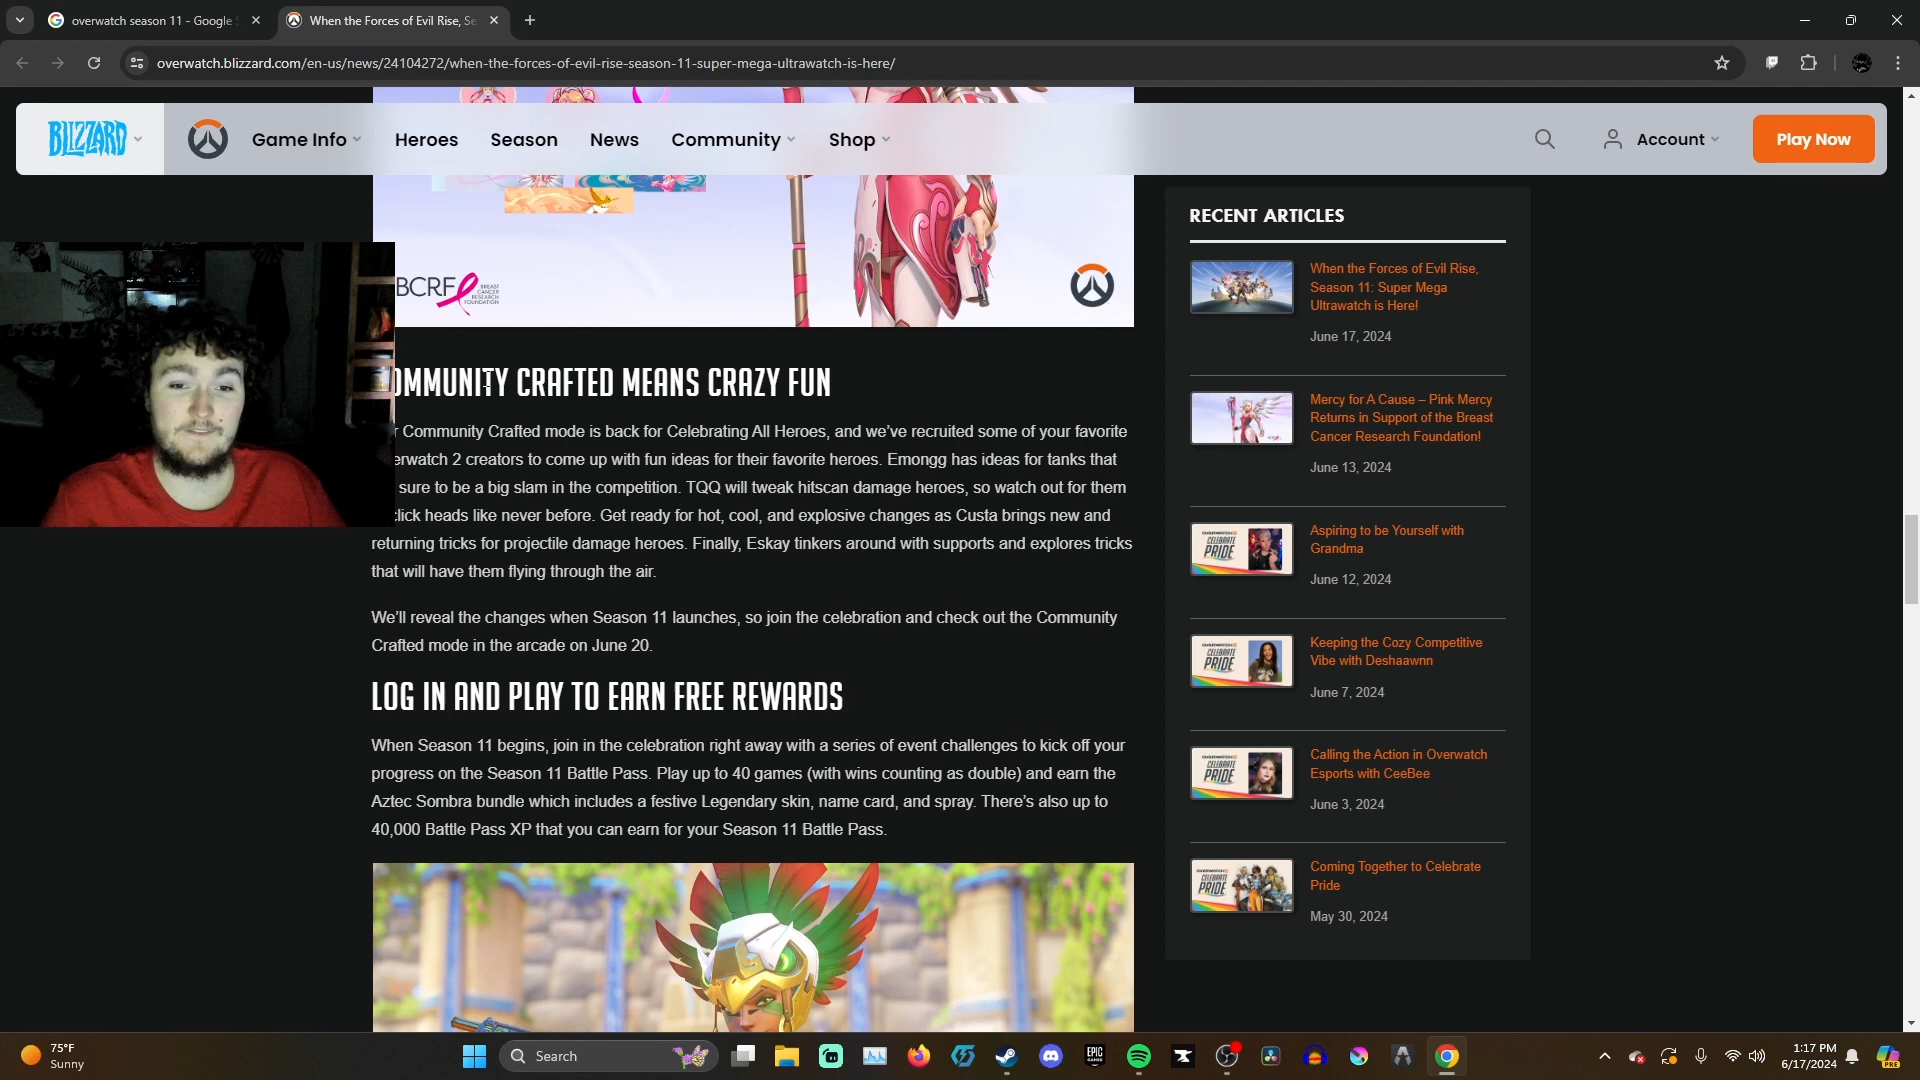 overwatch season 11 - Google
When the Forces of Evil Rise, Se
overwatch.blizzard.com/en-us/news/24104272/when-the-forces-of-evil-rise-season-11-super-mega-ultrawatch-is-here/
BLIZZARD
Game Info
Heroes
Season
News
Community
Shop
Account
Play Now
BCRF
BREAST
CANCER
RESEARCH
FOUNDATION
OMMUNITY CRAFTED MEANS CRAZY FUN
r Community Crafted mode is back for Celebrating All Heroes, and we've recruited some of your favorite
erwatch 2 creators to come up with fun ideas for their favorite heroes. Emongg has ideas for tanks that
sure to be a big slam in the competition. TQQ will tweak hitscan damage heroes, so watch out for them
click heads like never before. Get ready for hot, cool, and explosive changes as Custa brings new and
returning tricks for projectile damage heroes. Finally, Eskay tinkers around with supports and explores tricks
that will have them flying through the air.
We'll reveal the changes when Season 11 launches, so join the celebration and check out the Community
Crafted mode in the arcade on June 20.
LOG IN AND PLAY TO EARN FREE REWARDS
When Season 11 begins, join in the celebration right away with a series of event challenges to kick off your
progress on the Season 11 Battle Pass. Play up to 40 games (with wins counting as double) and earn the
Aztec Sombra bundle which includes a festive Legendary skin, name card, and spray. There's also up to
40,000 Battle Pass XP that you can earn for your Season 11 Battle Pass.
RECENT ARTICLES
When the Forces of Evil Rise,
Season 11: Super Mega
Ultrawatch is Here!
June 17, 2024
Mercy for A Cause – Pink Mercy
Returns in Support of the Breast
Cancer Research Foundation!
June 13, 2024
CELEBRATE
PRIDE
Aspiring to be Yourself with
Grandma
June 12, 2024
CELEBRATE
PRIDE
Keeping the Cozy Competitive
Vibe with Deshaawnn
June 7, 2024
CELEBRATE
PRIDE
Calling the Action in Overwatch
Esports with CeeBee
June 3, 2024
CELEBRATE
PRIDE
Coming Together to Celebrate
Pride
May 30, 2024
75°F
Sunny
Search
EPIC
GAMES
1:17 PM
6/17/2024
PRE